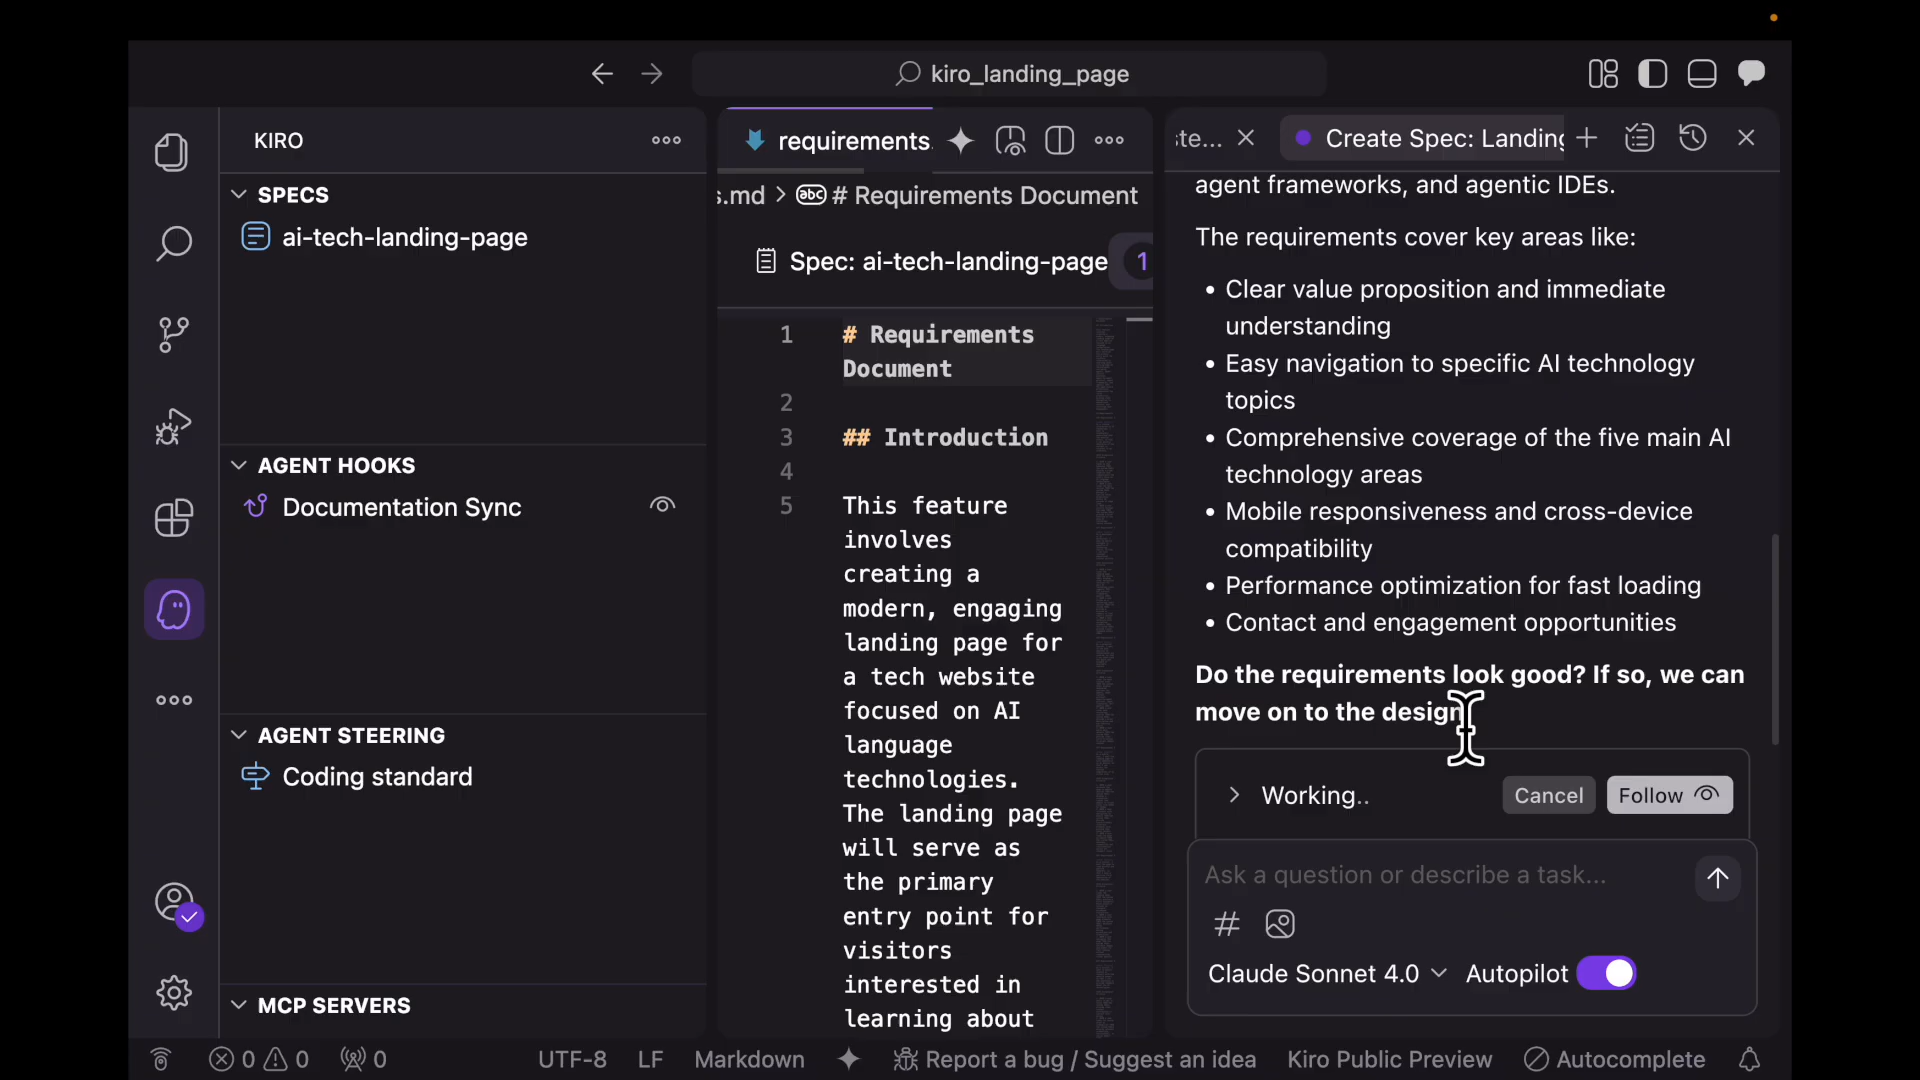 kiro_landing_page
KIRO
SPECS
ai-tech-landing-page
AGENT HOOKS
Documentation Sync
AGENT STEERING
Coding standard
MCP SERVERS
requirements.
s.md > # Requirements Document
Spec: ai-tech-landing-page 1
1 # Requirements
Document
2
3 ## Introduction
4
5 This feature
involves
creating a
modern, engaging
landing page for
a tech website
focused on AI
language
technologies.
The landing page
will serve as
the primary
entry point for
visitors
interested in
learning about
ste... Create Spec: Landing
agent frameworks, and agentic IDEs.
The requirements cover key areas like:
• Clear value proposition and immediate
understanding
• Easy navigation to specific AI technology
topics
• Comprehensive coverage of the five main AI
technology areas
• Mobile responsiveness and cross-device
compatibility
• Performance optimization for fast loading
• Contact and engagement opportunities
Do the requirements look good? If so, we can
move on to the design
Working.. Cancel Follow
Ask a question or describe a task...
#
Claude Sonnet 4.0 Autopilot
0 0 0 UTF-8 LF Markdown Report a bug / Suggest an idea Kiro Public Preview Autocomplete